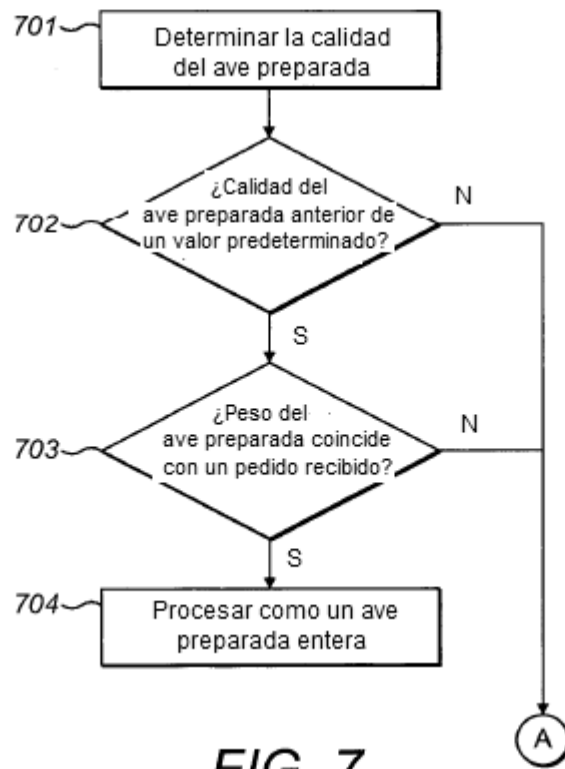 701
Determinar la calidad
del ave preparada
702
¿Calidad del
ave preparada anterior de
un valor predeterminado?
N
S
703
¿Peso del
ave preparada coincide
con un pedido recibido?
N
S
704
Procesar como un ave
preparada entera
A
FIG. 7